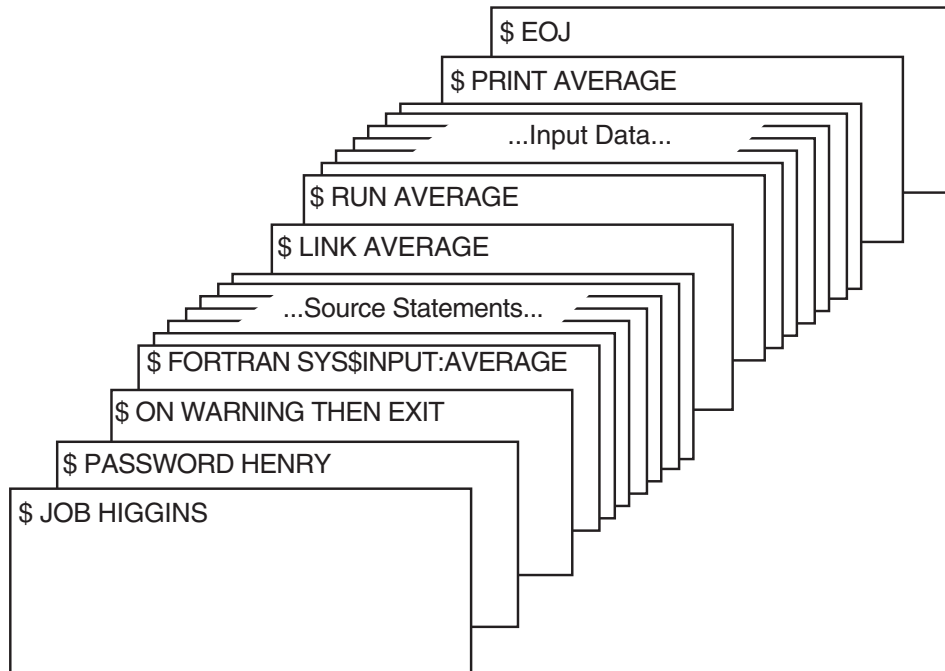 $ EOJ
$ PRINT AVERAGE
...Input Data...
$ RUN AVERAGE
$ LINK AVERAGE
...Source Statements...
$ FORTRAN SYS$INPUT:AVERAGE
$ ON WARNING THEN EXIT
$ PASSWORD HENRY
$ JOB HIGGINS